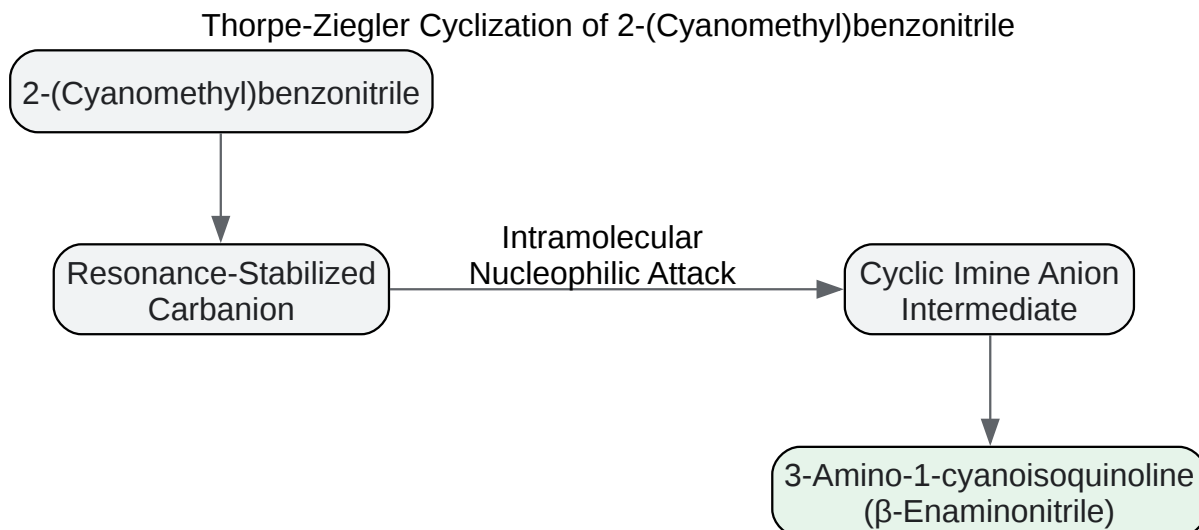 Thorpe-Ziegler Cyclization of 2-(Cyanomethyl)benzonitrile
2-(Cyanomethyl)benzonitrile
Resonance-Stabilized
Carbanion
Intramolecular
Nucleophilic Attack
Cyclic Imine Anion
Intermediate
3-Amino-1-cyanoisoquinoline
(β-Enaminonitrile)